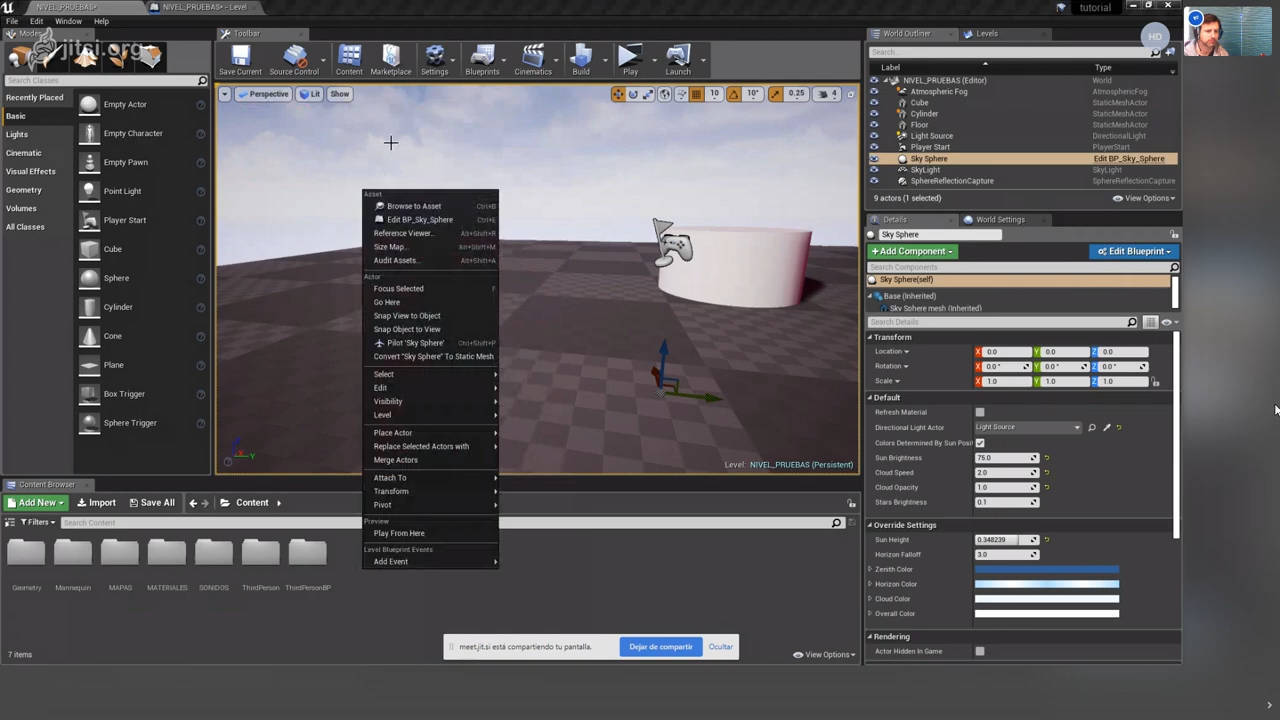 NIVEL_PRUEBAS*
NIVEL_PRUEBAS* - Level
tutorial
File Edit Window Help
Modes
jitsi.org
Toolbar
World Outliner
Levels
HD
Search Classes
Save Current
Source Control
Content
Marketplace
Settings
Blueprints
Cinematics
Build
Play
Launch
Search...
Label
Type
Recently Placed
Basic
Lights
Cinematic
Visual Effects
Geometry
Volumes
All Classes
Empty Actor
Empty Character
Empty Pawn
Point Light
Player Start
Cube
Sphere
Cylinder
Cone
Plane
Box Trigger
Sphere Trigger
Perspective
Lit
Show
10
10°
0.25
4
Asset
Browse to Asset Ctrl+B
Edit BP_Sky_Sphere Ctrl+E
Reference Viewer... Alt+Shift+R
Size Map... Alt+Shift+M
Audit Assets... Alt+Shift+A
Actor
Focus Selected F
Go Here
Snap View to Object
Snap Object to View
Pilot 'Sky Sphere' Ctrl+Shift+P
Convert "Sky Sphere" To Static Mesh
Select
Edit
Visibility
Level
Place Actor
Replace Selected Actors with
Merge Actors
Attach To
Transform
Pivot
Preview
Play From Here
Level Blueprint Events
Add Event
Level: NIVEL_PRUEBAS (Persistent)
NIVEL_PRUEBAS (Editor) World
Atmospheric Fog AtmosphericFog
Cube StaticMeshActor
Cylinder StaticMeshActor
Floor StaticMeshActor
Light Source DirectionalLight
Player Start PlayerStart
Sky Sphere Edit BP_Sky_Sphere
SkyLight SkyLight
SphereReflectionCapture SphereReflectionCapture
9 actors (1 selected)
View Options
Details
World Settings
Sky Sphere
Add Component
Edit Blueprint
Search Components
Sky Sphere(self)
Base (Inherited)
Sky Sphere mesh (Inherited)
Search Details
Transform
Location X 0.0 Y 0.0 Z 0.0
Rotation X 0.0° Y 0.0° Z 0.0°
Scale X 1.0 Y 1.0 Z 1.0
Default
Refresh Material
Directional Light Actor Light Source
Colors Determined By Sun Posit
Sun Brightness 75.0
Cloud Speed 2.0
Cloud Opacity 1.0
Stars Brightness 0.1
Override Settings
Sun Height 0.348239
Horizon Falloff 3.0
Zenith Color
Horizon Color
Cloud Color
Overall Color
Rendering
Actor Hidden In Game
Content Browser
Add New
Import
Save All
Content
Filters
Search Content
Geometry
Mannequin
MAPAS
MATERIALES
SONIDOS
ThirdPerson
ThirdPersonBP
meet.jit.si está compartiendo tu pantalla.
Dejar de compartir
Ocultar
7 items
View Options